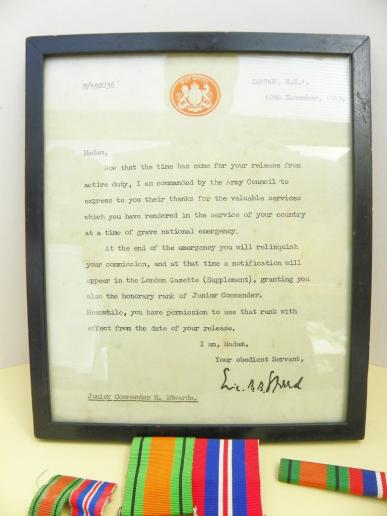 LONDON, S.W.1.
Madam,
Now that the time has come for your release from
active duty, I am commanded by the Army Council to
express to you their thanks for the valuable services
which you have rendered in the service of your country
at a time of grave national emergency.
At the end of the emergency you will relinquish
your commission, and at that time a notification will
appear in the London Gazette (Supplement), granting you
also the honorary rank of Junior Commander.
Meanwhile, you have permission to use that rank with
effect from the date of your release.
I am, Madam,
Your obedient Servant,
Junior Commander H. Edwards.